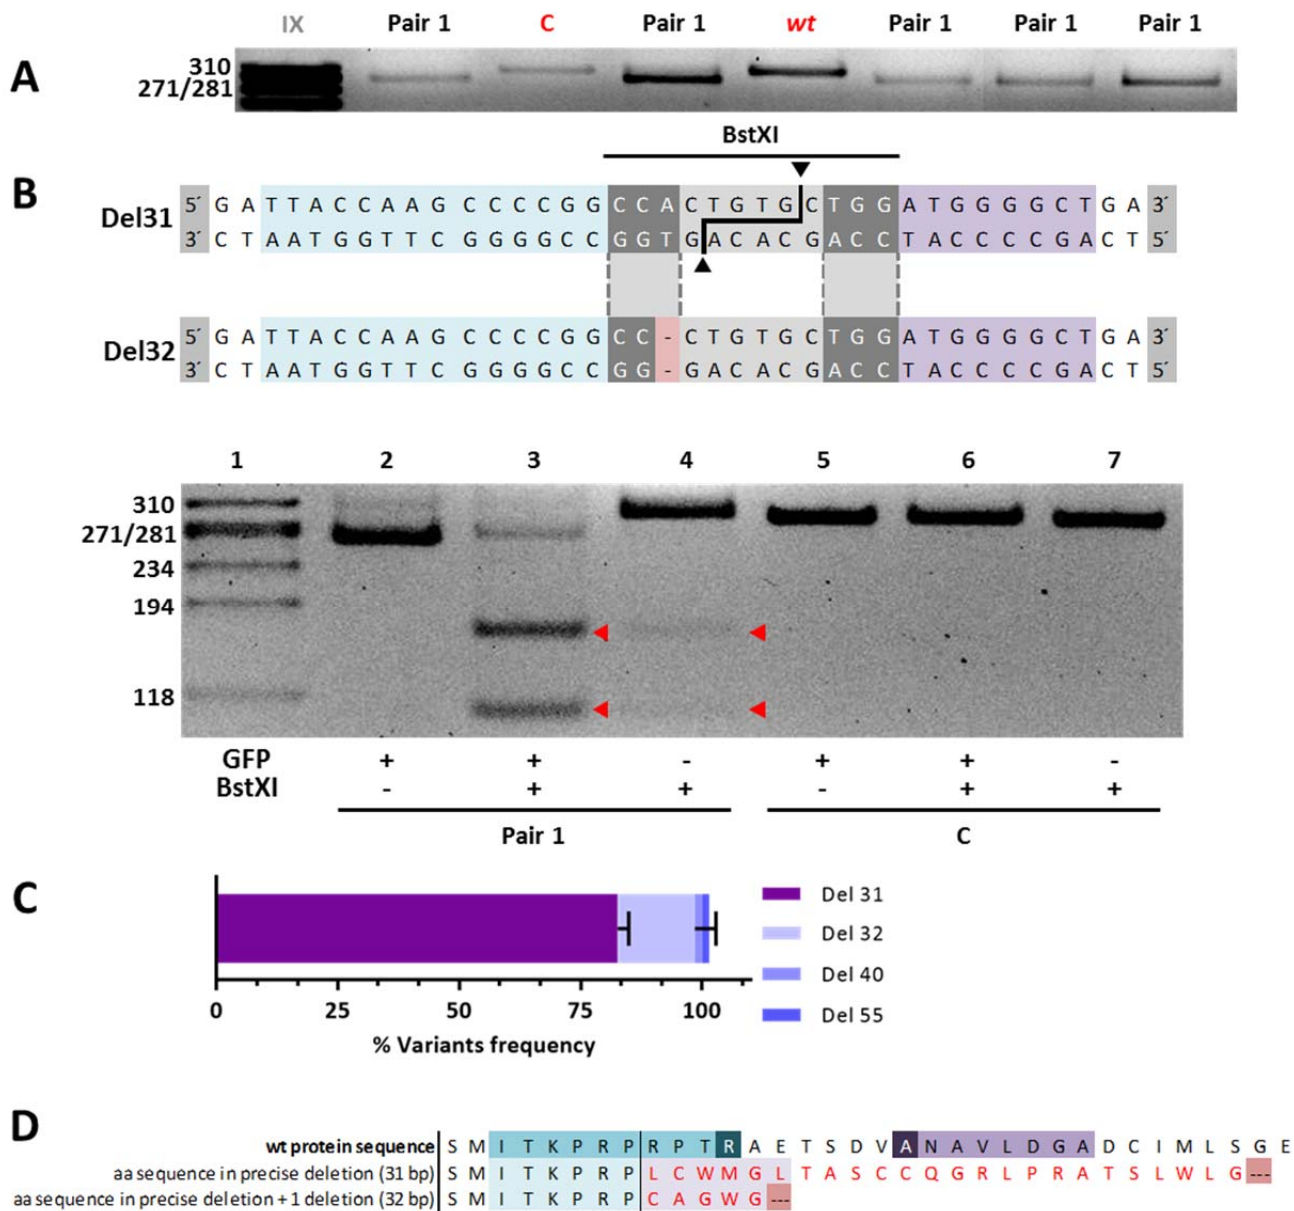 IX Pair 1 C Pair 1 wt Pair 1 Pair 1 Pair 1
A
310
271/281
BstXI
B
Del31
5´ G A T T A C C A A G C C C C G G C C A C T G T G C T G G A T G G G G C T G A 3´
3´ C T A A T G G T T C G G G G C C G G T G A C A C G A C C T A C C C C G A C T 5´
Del32
5´ G A T T A C C A A G C C C C G G C C - C T G T G C T G G A T G G G G C T G A 3´
3´ C T A A T G G T T C G G G G C C G G - G A C A C G A C C T A C C C C G A C T 5´
1 2 3 4 5 6 7
310
271/281
234
194
118
GFP + + - + + -
BstXI - + + - + +
Pair 1 C
C
Del 31
Del 32
Del 40
Del 55
0 25 50 75 100
% Variants frequency
D
wt protein sequence S M I T K P R P R P T R A E T S D V A N A V L D G A D C I M L S G E
aa sequence in precise deletion (31 bp) S M I T K P R P L C W M G L T A S C C Q G R L P R A T S L W L G ---
aa sequence in precise deletion + 1 deletion (32 bp) S M I T K P R P C A G W G ---